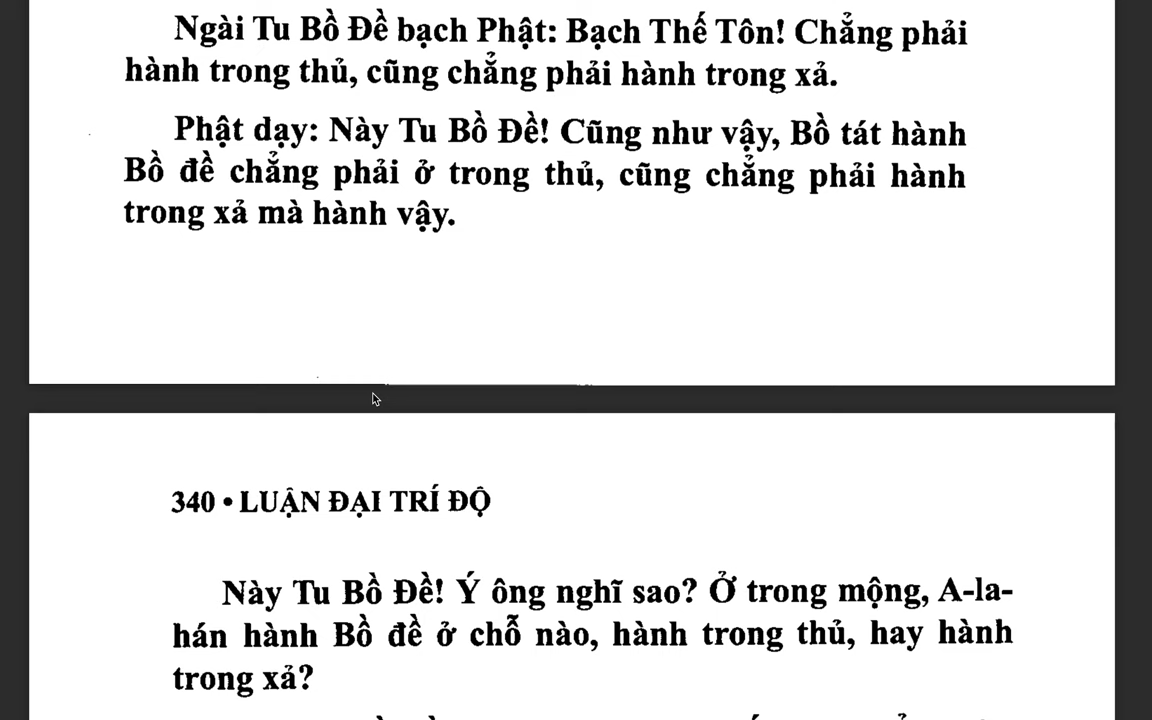 Ngài Tu Bồ Đề bạch Phật: Bạch Thế Tôn! Chẳng phải
hành trong thủ, cũng chẳng phải hành trong xả.
Phật dạy: Này Tu Bồ Đề! Cũng như vậy, Bồ tát hành
Bồ đề chẳng phải ở trong thủ, cũng chẳng phải hành
trong xả mà hành vậy.
340 • LUẬN ĐẠI TRÍ ĐỘ
Này Tu Bồ Đề! Ý ông nghĩ sao? Ở trong mộng, A-la-
hán hành Bồ đề ở chỗ nào, hành trong thủ, hay hành
trong xả?